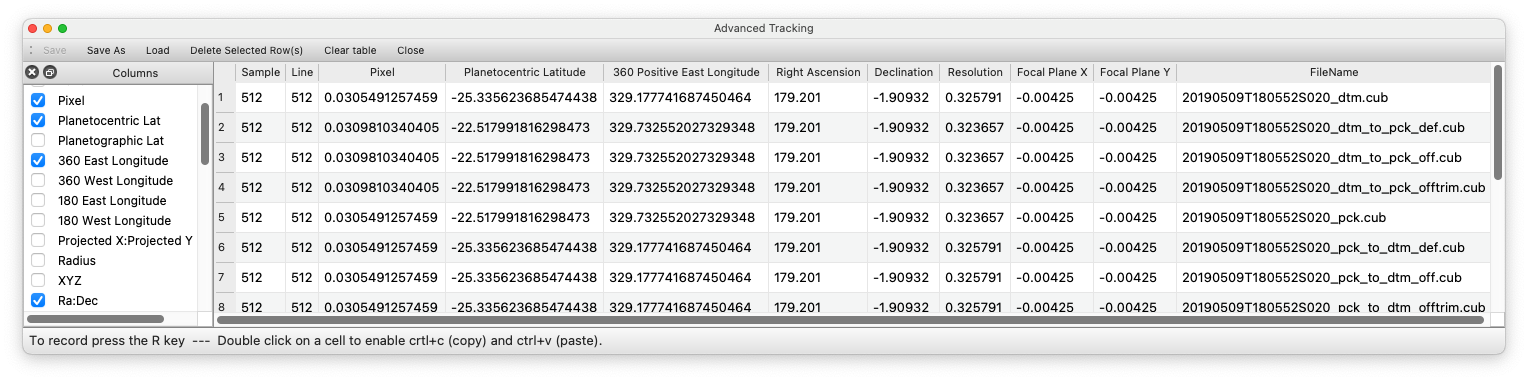 Advanced Tracking
Save Save As Load Delete Selected Row(s) Clear table Close
Columns
Pixel
Planetocentric Lat
Planetographic Lat
360 East Longitude
360 West Longitude
180 East Longitude
180 West Longitude
Projected X:Projected Y
Radius
XYZ
Ra:Dec
Sample Line Pixel Planetocentric Latitude 360 Positive East Longitude Right Ascension Declination Resolution Focal Plane X Focal Plane Y FileName
1 512 512 0.0305491257459 -25.335623685474438 329.177741687450464 179.201 -1.90932 0.325791 -0.00425 -0.00425 20190509T180552S020_dtm.cub
2 512 512 0.0309810340405 -22.517991816298473 329.732552027329348 179.201 -1.90932 0.323657 -0.00425 -0.00425 20190509T180552S020_dtm_to_pck_def.cub
3 512 512 0.0309810340405 -22.517991816298473 329.732552027329348 179.201 -1.90932 0.323657 -0.00425 -0.00425 20190509T180552S020_dtm_to_pck_off.cub
4 512 512 0.0309810340405 -22.517991816298473 329.732552027329348 179.201 -1.90932 0.323657 -0.00425 -0.00425 20190509T180552S020_dtm_to_pck_offtrim.cub
5 512 512 0.0305491257459 -22.517991816298473 329.732552027329348 179.201 -1.90932 0.323657 -0.00425 -0.00425 20190509T180552S020_pck.cub
6 512 512 0.0305491257459 -25.335623685474438 329.177741687450464 179.201 -1.90932 0.325791 -0.00425 -0.00425 20190509T180552S020_pck_to_dtm_def.cub
7 512 512 0.0305491257459 -25.335623685474438 329.177741687450464 179.201 -1.90932 0.325791 -0.00425 -0.00425 20190509T180552S020_pck_to_dtm_off.cub
8 512 512 0.0305491257459 -25.335623685474438 329.177741687450464 179.201 -1.90932 0.325791 -0.00425 -0.00425 20190509T180552S020_pck_to_dtm_offtrim.cub
To record press the R key --- Double click on a cell to enable crtl+c (copy) and ctrl+v (paste).